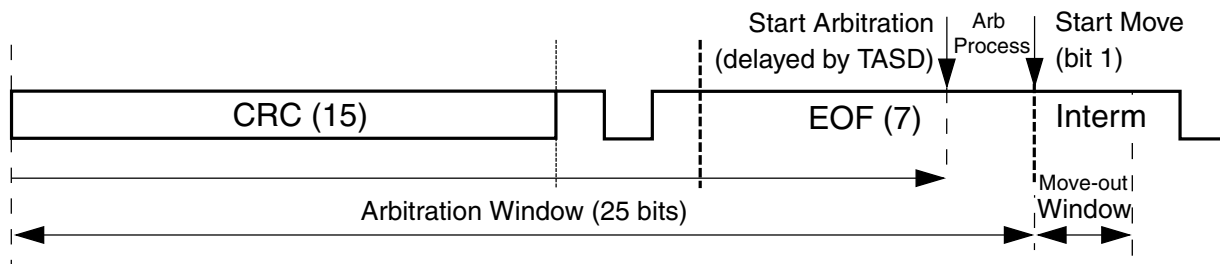 Start Arbitration
(delayed by TASD)
Arb
Process
Start Move
(bit 1)
CRC (15)
EOF (7)
Interm
Arbitration Window (25 bits)
Move-out
Window